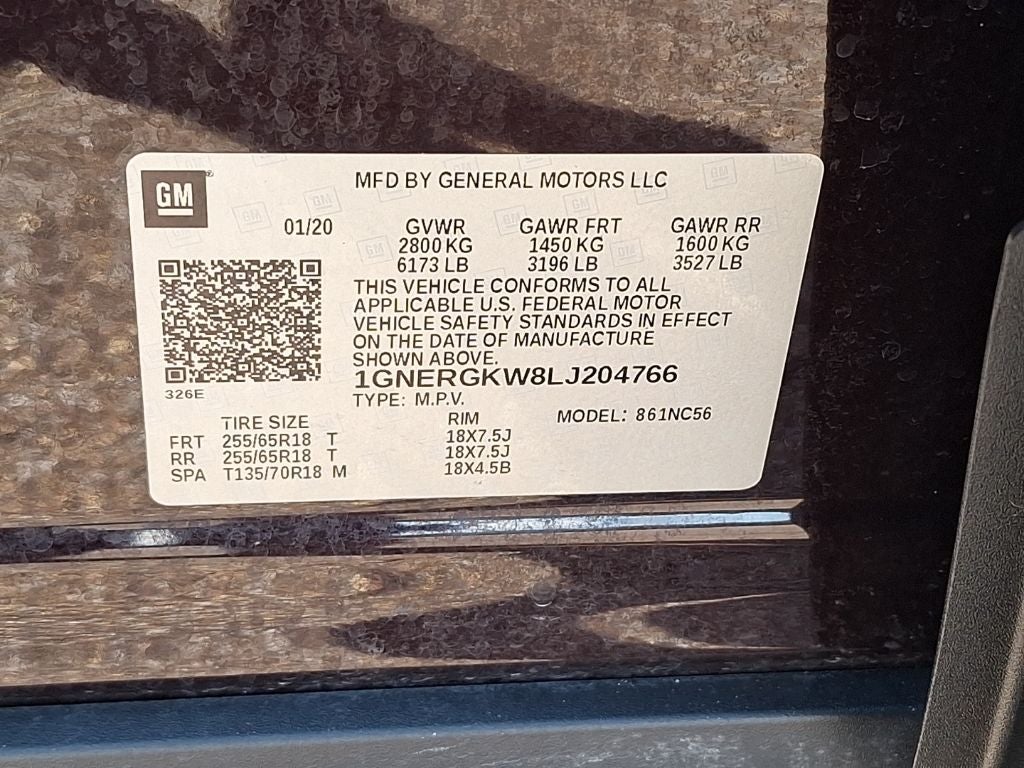 GM
MFD BY GENERAL MOTORS LLC
01/20 GVWR GAWR FRT GAWR RR
2800 KG 1450 KG 1600 KG
6173 LB 3196 LB 3527 LB
THIS VEHICLE CONFORMS TO ALL
APPLICABLE U.S. FEDERAL MOTOR
VEHICLE SAFETY STANDARDS IN EFFECT
ON THE DATE OF MANUFACTURE
SHOWN ABOVE.
1GNERGKW8LJ204766
326E
TYPE: M.P.V. MODEL: 861NC56
TIRE SIZE RIM
FRT 255/65R18 T 18X7.5J
RR 255/65R18 T 18X7.5J
SPA T135/70R18 M 18X4.5B